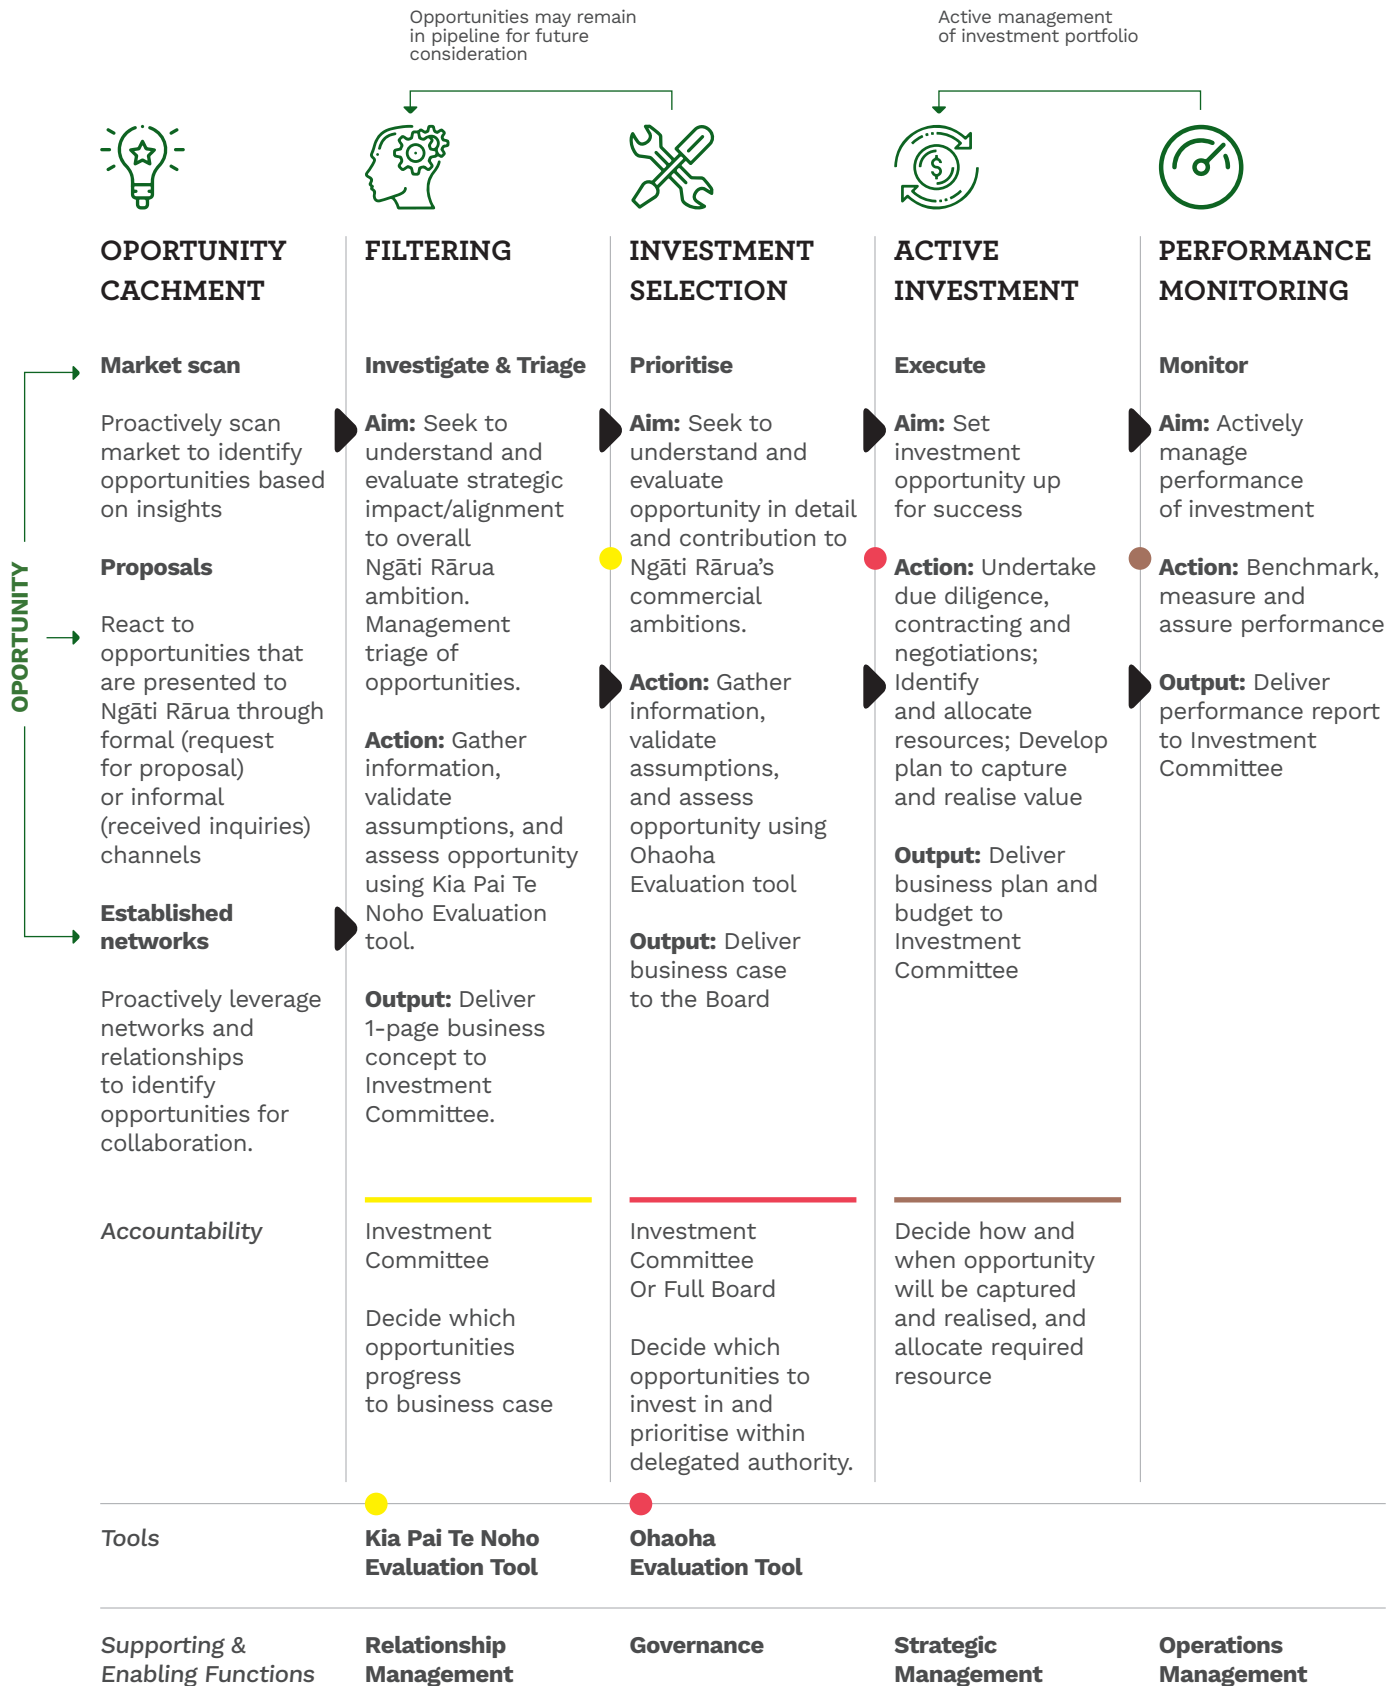 Opportunities may remain
in pipeline for future
consideration
Active management
of investment portfolio
OPORTUNITY
OPORTUNITY
CACHMENT
Market scan
Proactively scan
market to identify
opportunities based
on insights
Proposals
React to
opportunities that
are presented to
Ngāti Rārua through
formal (request
for proposal)
or informal
(received inquiries)
channels
Established
networks
Proactively leverage
networks and
relationships
to identify
opportunities for
collaboration.
FILTERING
Investigate & Triage
Aim: Seek to
understand and
evaluate strategic
impact/alignment
to overall
Ngāti Rārua
ambition.
Management
triage of
opportunities.
Action: Gather
information,
validate
assumptions, and
assess opportunity
using Kia Pai Te
Noho Evaluation
tool.
Output: Deliver
1-page business
concept to
Investment
Committee.
INVESTMENT
SELECTION
Prioritise
Aim: Seek to
understand and
evaluate
opportunity in detail
and contribution to
Ngāti Rārua’s
commercial
ambitions.
Action: Gather
information,
validate
assumptions,
and assess
opportunity using
Ohaoha
Evaluation tool
Output: Deliver
business case
to the Board
ACTIVE
INVESTMENT
Execute
Aim: Set
investment
opportunity up
for success
Action: Undertake
due diligence,
contracting and
negotiations;
Identify
and allocate
resources; Develop
plan to capture
and realise value
Output: Deliver
business plan and
budget to
Investment
Committee
PERFORMANCE
MONITORING
Monitor
Aim: Actively
manage
performance
of investment
Action: Benchmark,
measure and
assure performance
Output: Deliver
performance report
to Investment
Committee
Accountability
Investment
Committee
Decide which
opportunities
progress
to business case
Investment
Committee
Or Full Board
Decide which
opportunities to
invest in and
prioritise within
delegated authority.
Decide how and
when opportunity
will be captured
and realised, and
allocate required
resource
Tools
Kia Pai Te Noho
Evaluation Tool
Ohaoha
Evaluation Tool
Supporting &
Enabling Functions
Relationship
Management
Governance
Strategic
Management
Operations
Management